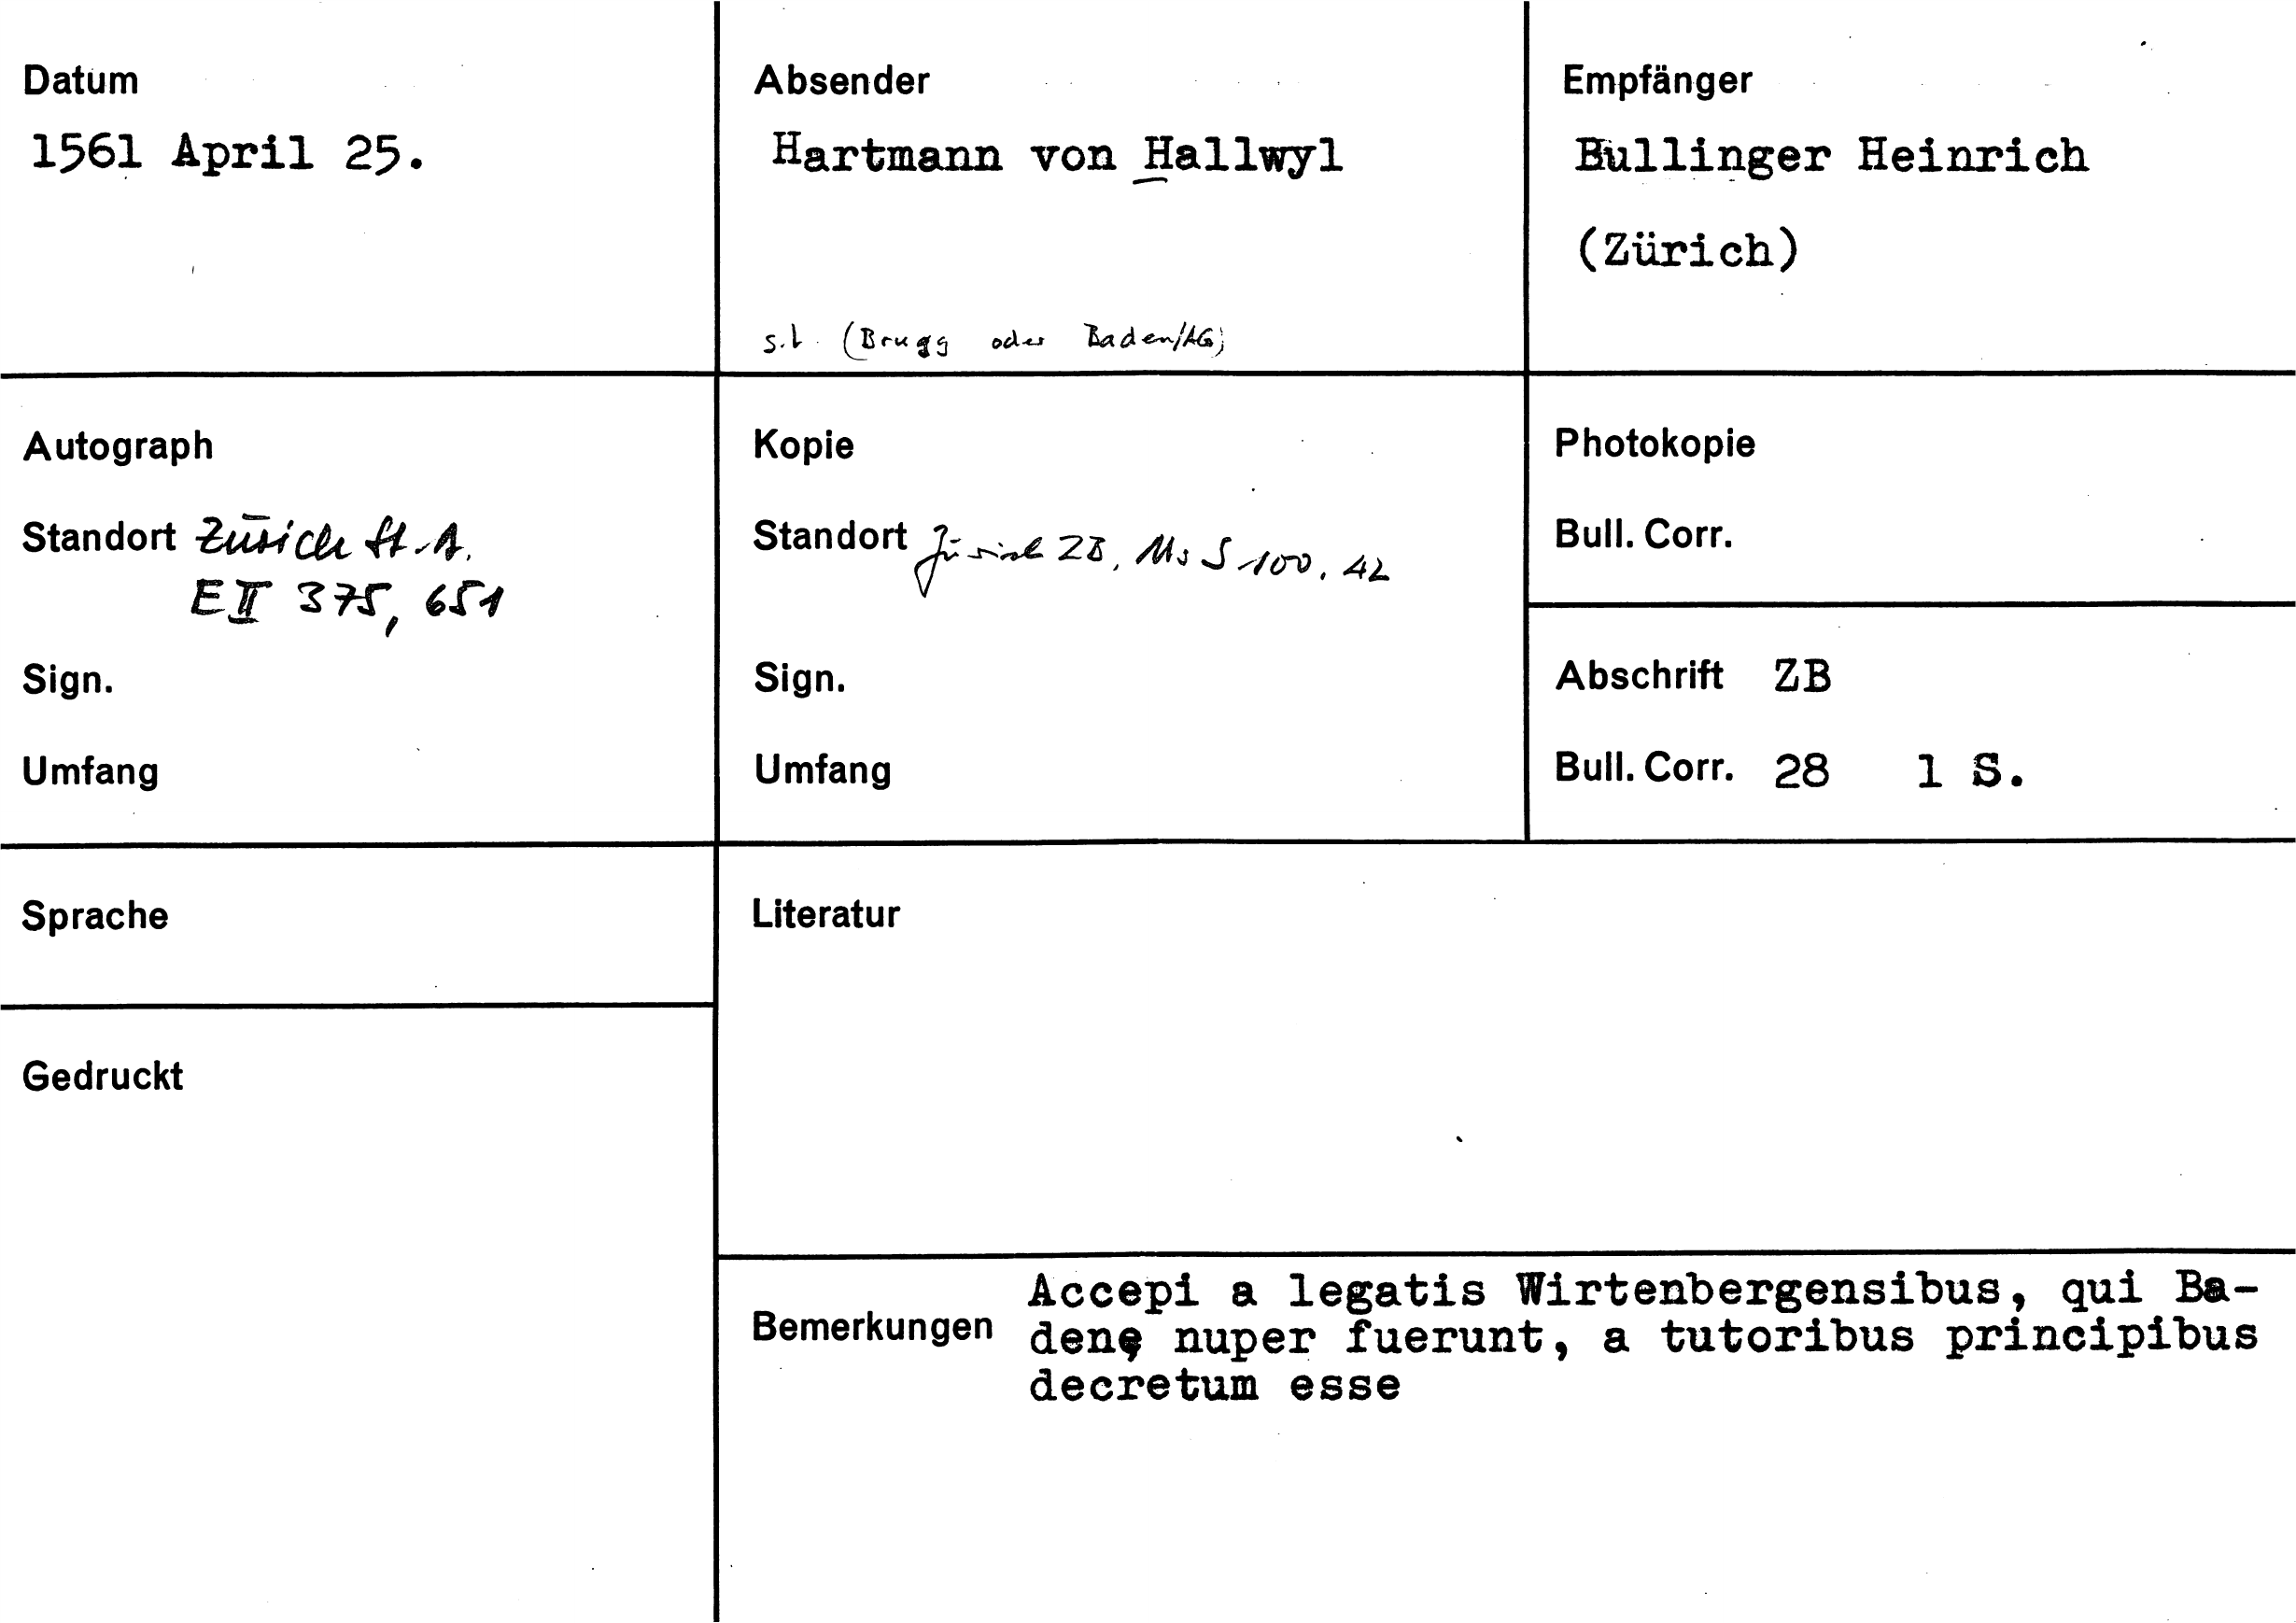 Datum
1561 April 25.
Absender
Hartmann von Hallwyl
s.l. (Brugg oder Baden/AG)
Empfänger
Bullinger Heinrich
(Zürich)
Autograph
Standort Zürich St.A.
E II 375, 651
Sign.
Umfang
Kopie
Standort Zürich ZB, Ms S 100, 42
Sign.
Umfang
Photokopie
Bull. Corr.
Abschrift ZB
Bull. Corr. 28 1 S.
Sprache
Gedruckt
Literatur
Bemerkungen
Accepi a legatis Wirtenbergensibus, qui Ba-
denę nuper fuerunt, a tutoribus principibus
decretum esse